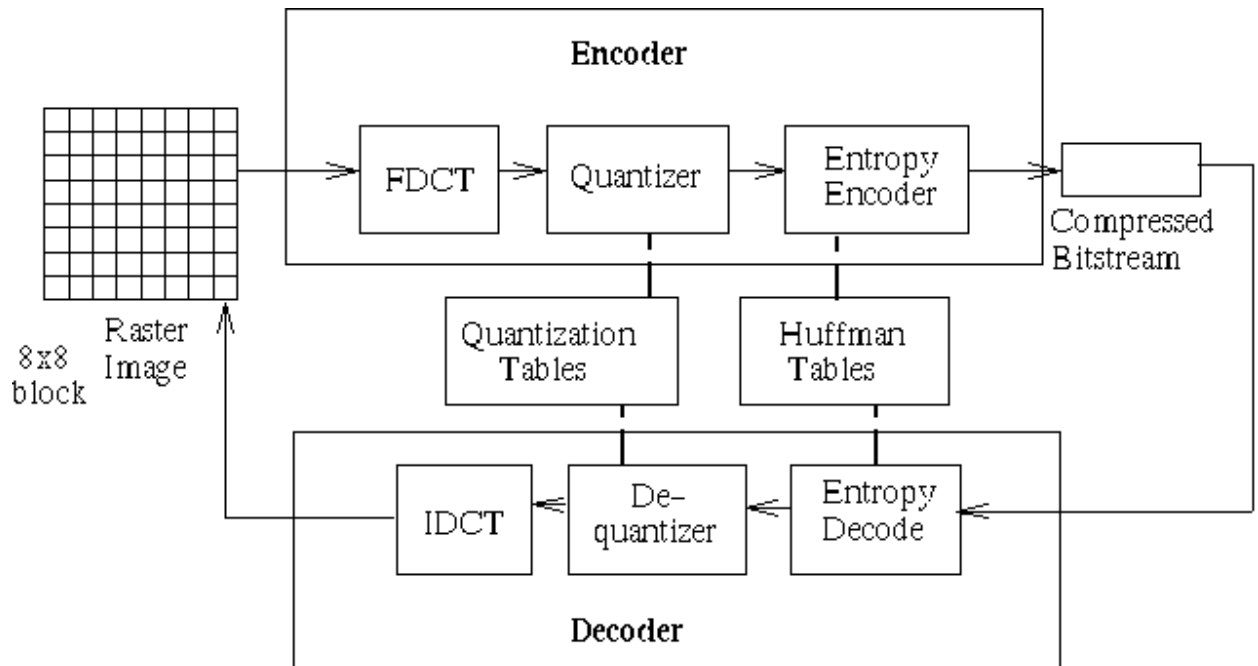 Encoder
FDCT
Quantizer
Entropy
Encoder
Compressed
Bitstream
Raster
Image
8x8
block
Quantization
Tables
Huffman
Tables
IDCT
De-
quantizer
Entropy
Decode
Decoder